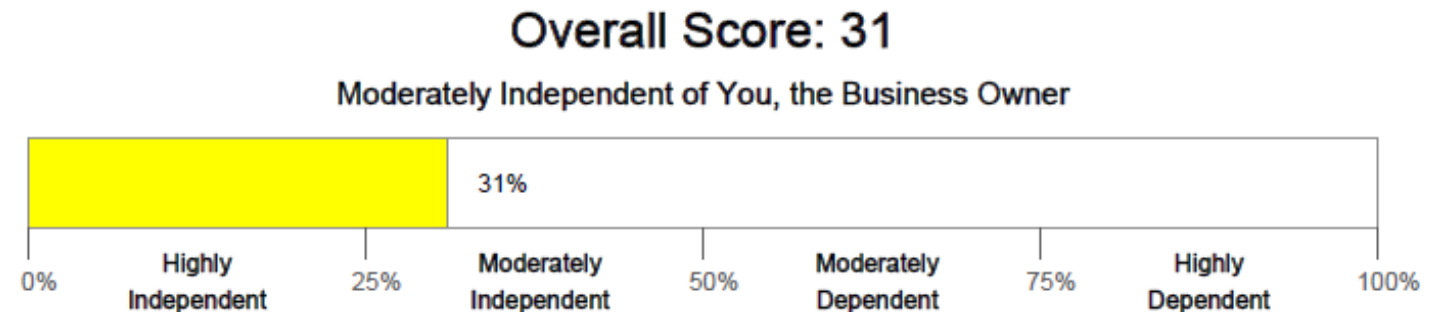 Overall Score: 31
Moderately Independent of You, the Business Owner
31%
0% Highly Independent 25% Moderately Independent 50% Moderately Dependent 75% Highly Dependent 100%